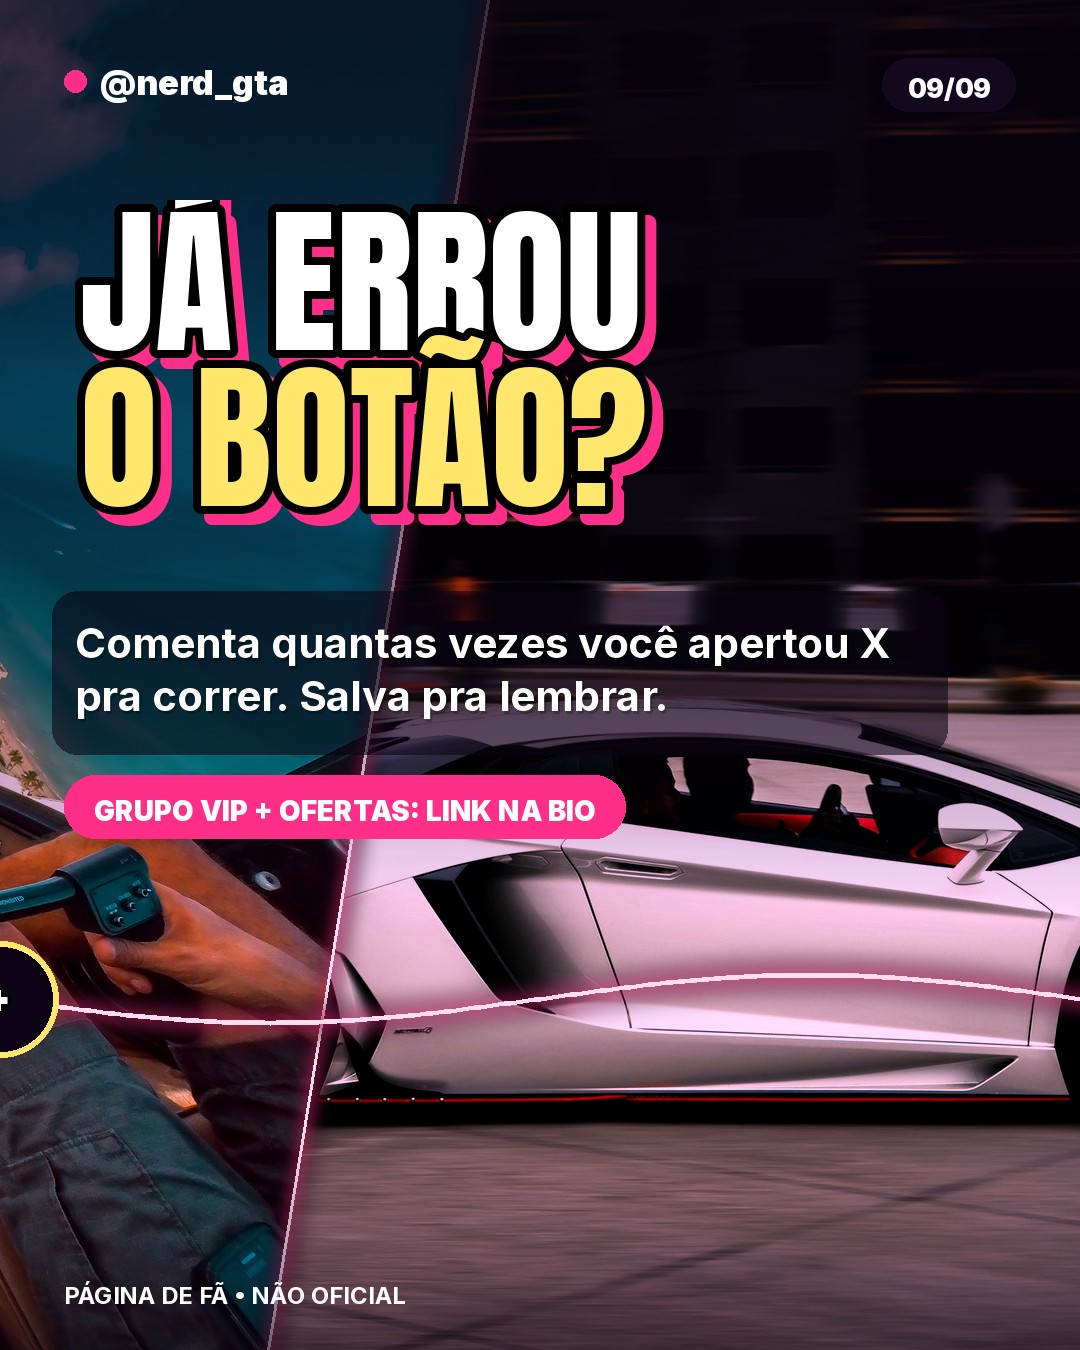 @nerd_gta
09/09
JÁ ERROU
O BOTÃO?
Comenta quantas vezes você apertou X
pra correr. Salva pra lembrar.
GRUPO VIP + OFERTAS: LINK NA BIO
PÁGINA DE FÃ • NÃO OFICIAL